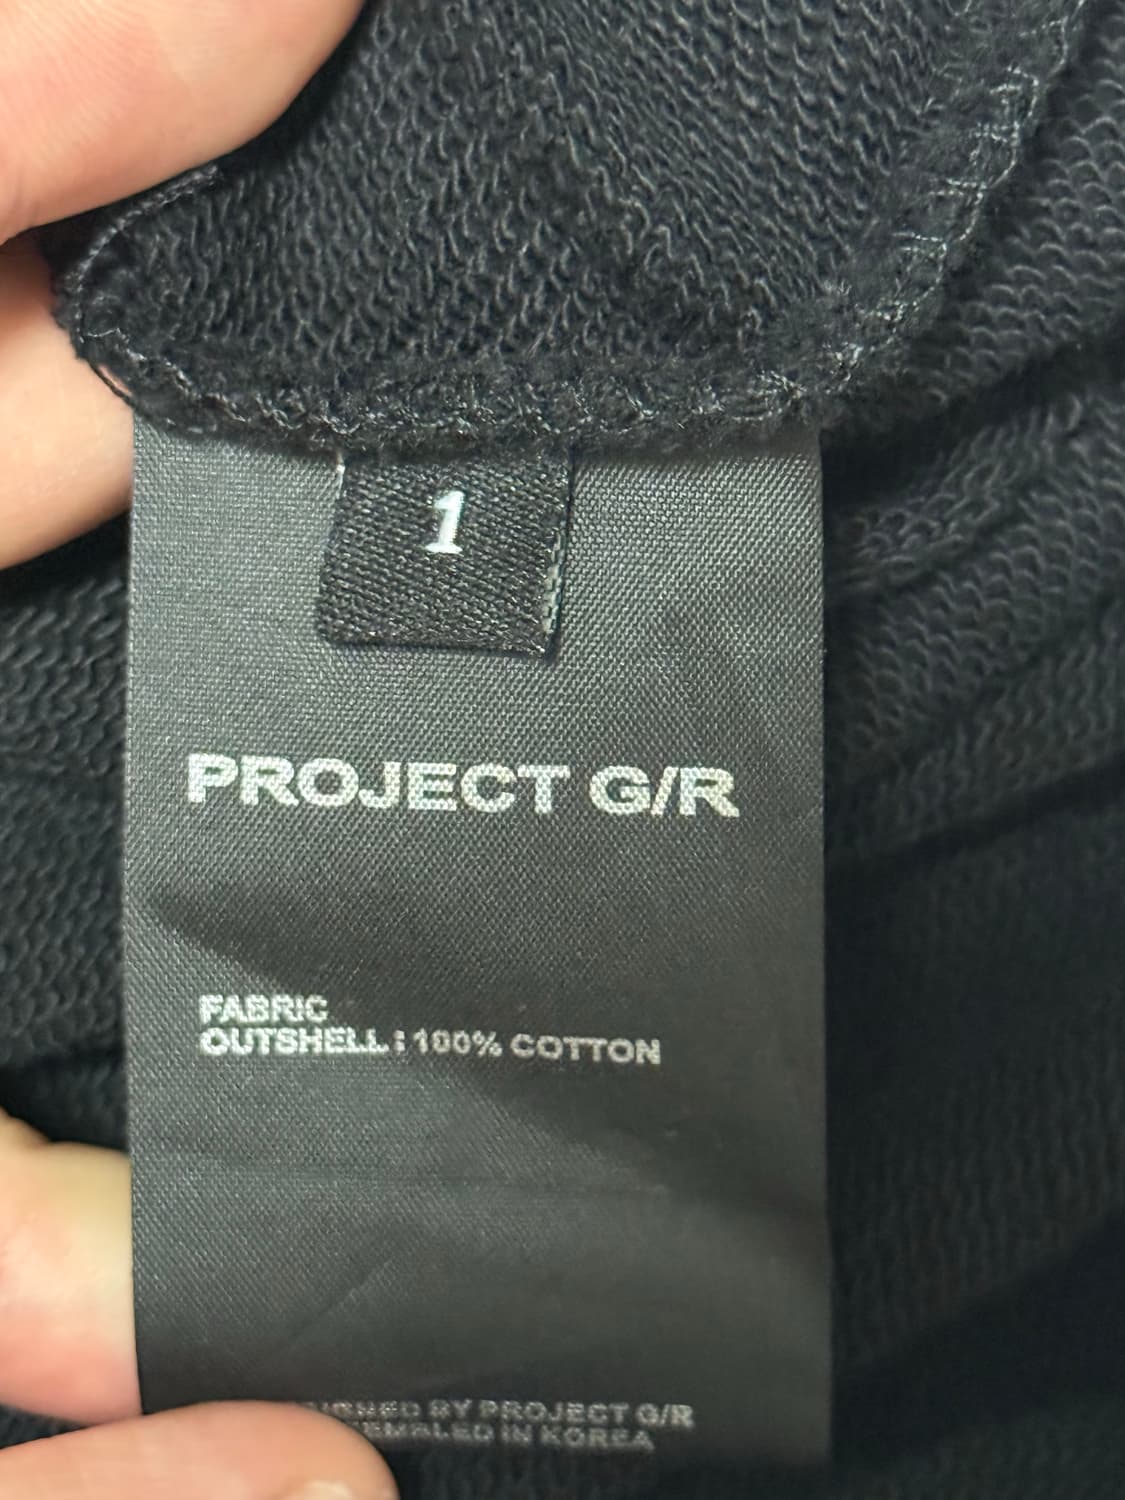 1
PROJECT G/R
FABRIC
OUTSHELL : 100% COTTON
BY PROJECT G/R
IN KOREA